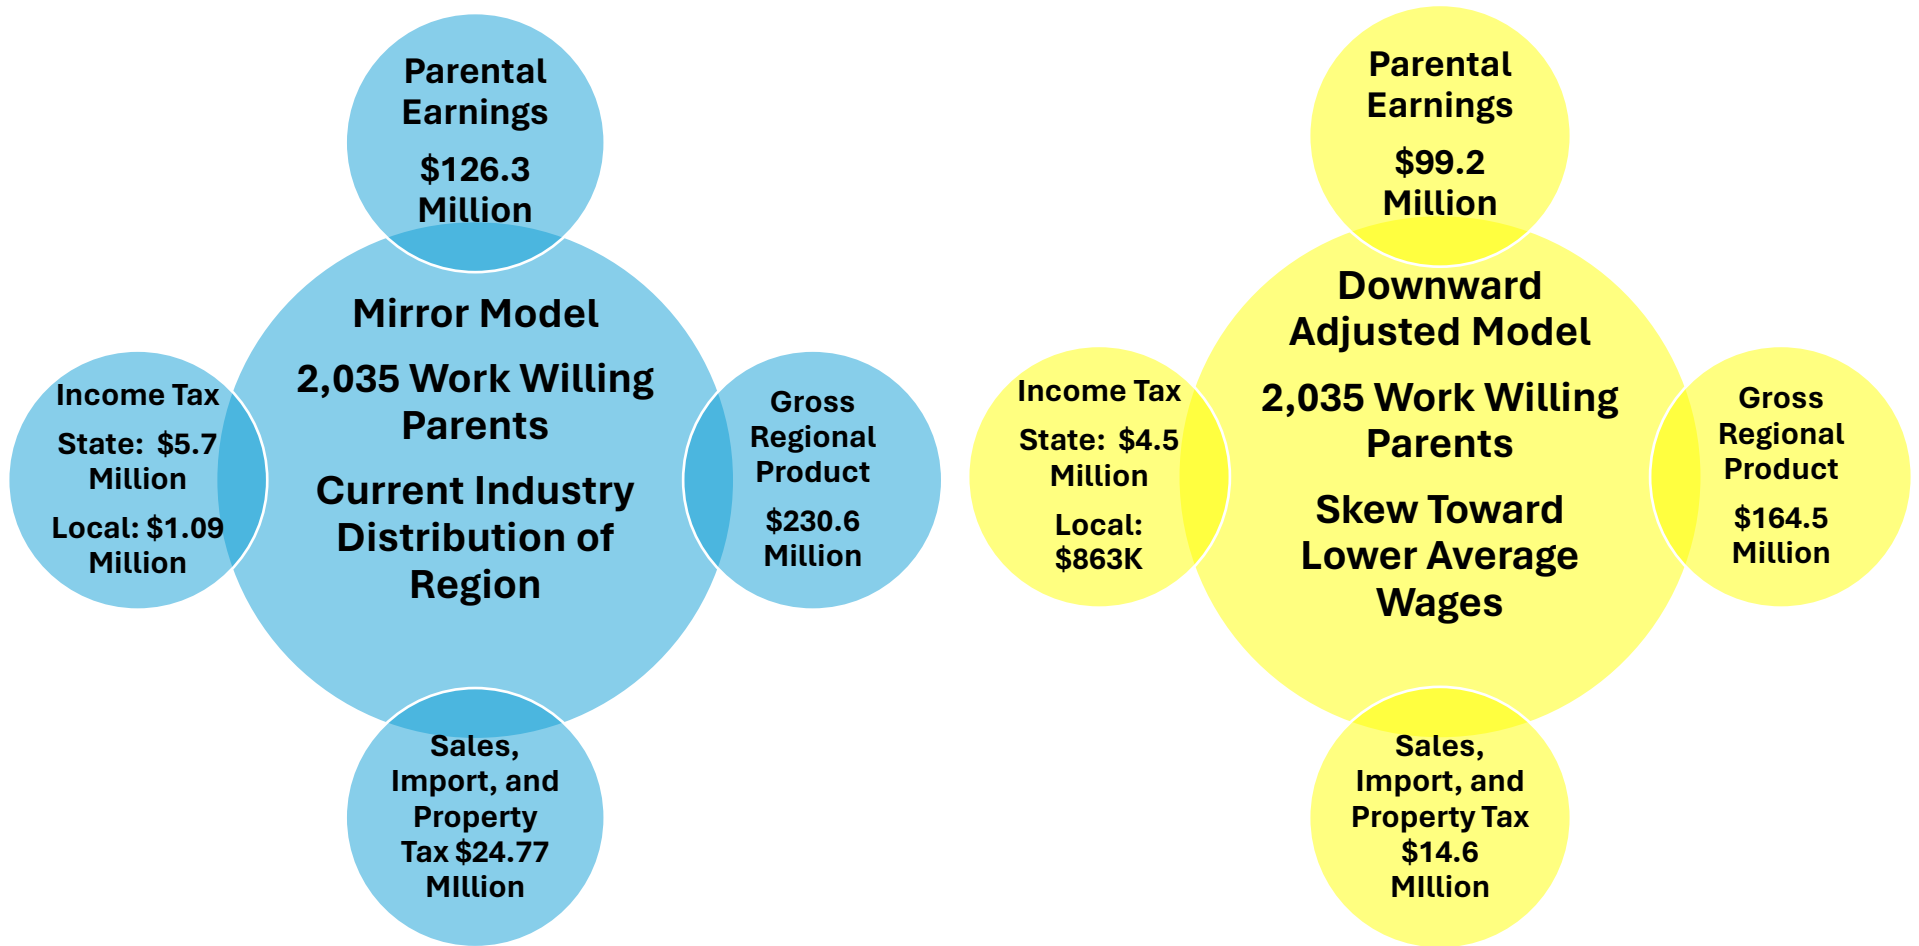 Parental
Earnings
$126.3
Million
Mirror Model
2,035 Work Willing
Parents
Current Industry
Distribution of
Region
Income Tax
State:  $5.7
Million
Local: $1.09
Million
Gross
Regional
Product
$230.6
Million
Sales,
Import, and
Property
Tax $24.77
MIllion
Parental
Earnings
$99.2
Million
Downward
Adjusted Model
2,035 Work Willing
Parents
Skew Toward
Lower Average
Wages
Income Tax
State:  $4.5
Million
Local:
$863K
Gross
Regional
Product
$164.5
Million
Sales,
Import, and
Property Tax
$14.6
MIllion